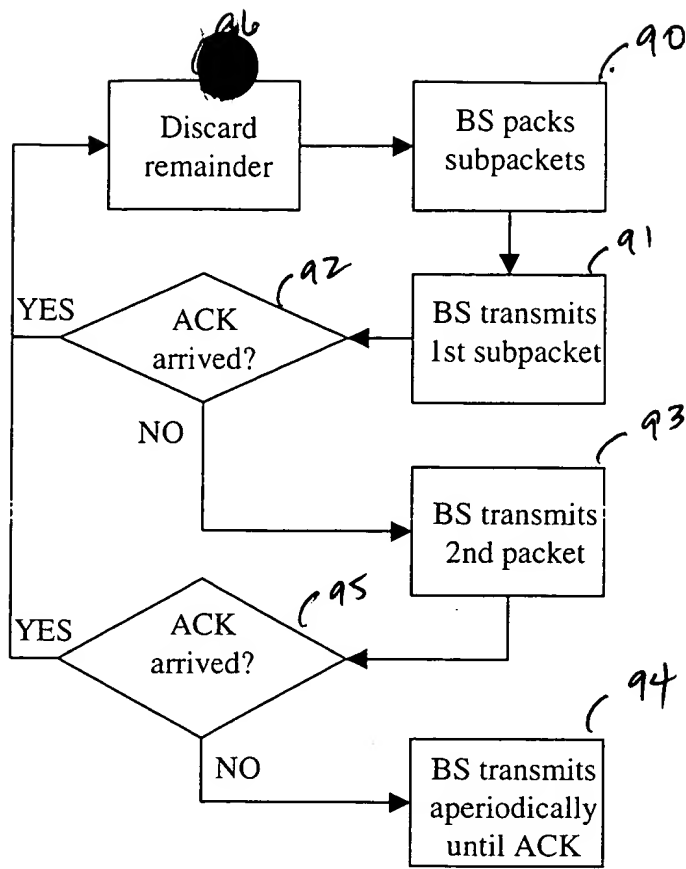 96
90
Discard
remainder
BS packs
subpackets
92
91
YES
ACK
arrived?
BS transmits
1st subpacket
NO
93
BS transmits
2nd packet
95
YES
ACK
arrived?
94
NO
BS transmits
aperiodically
until ACK